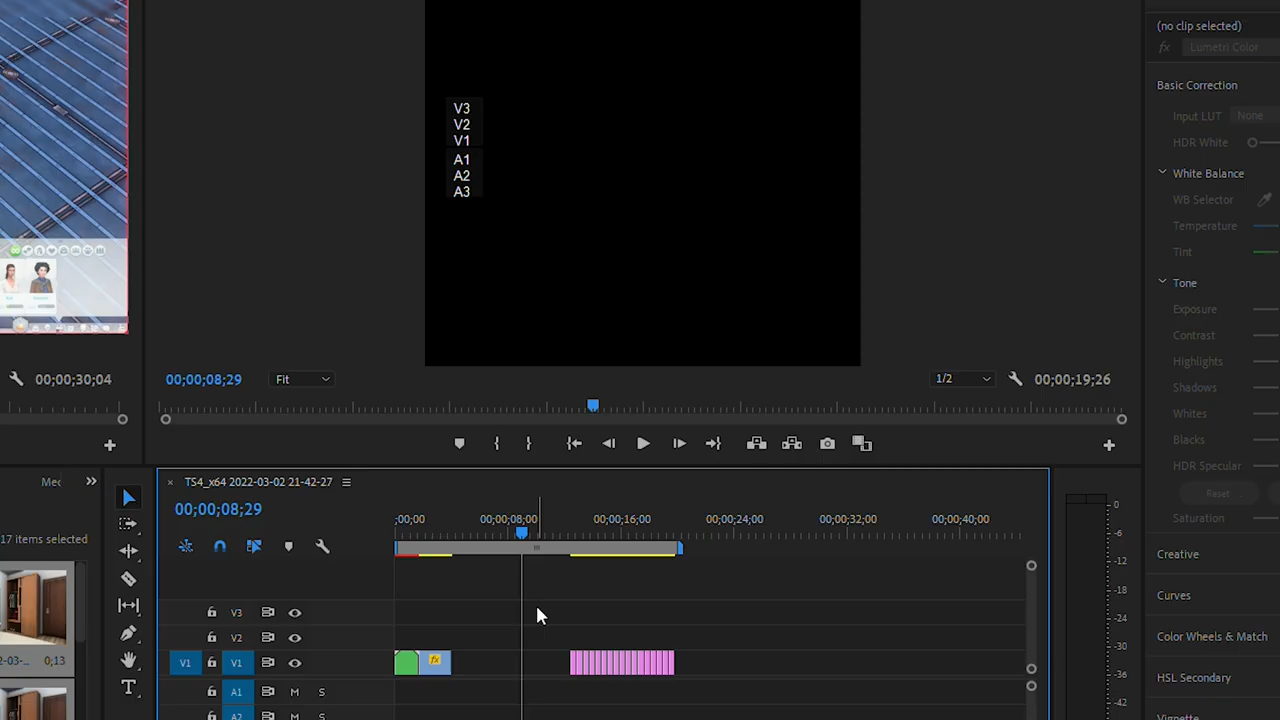 (no clip selected)
fx Lumetri Color
Basic Correction
Input LUT None
HDR White
White Balance
WB Selector
Temperature
Tint
Tone
Exposure
Contrast
Highlights
Shadows
Whites
Blacks
HDR Specular
Reset
Saturation
Creative
Curves
Color Wheels & Match
HSL Secondary
Vignette
V3
V2
V1
A1
A2
A3
00;00;30;04
00;00;08;29 Fit 1/2 00;00;19;26
Mec
17 items selected
2-03-... 0;13
TS4_x64 2022-03-02 21-42-27
00;00;08;29
;00;00 00;00;08;00 00;00;16;00 00;00;24;00 00;00;32;00 00;00;40;00
V3
V2
V1 V1 fx
A1 M S
A2 M S
0
-6
-12
-18
-24
-30
-36
-42